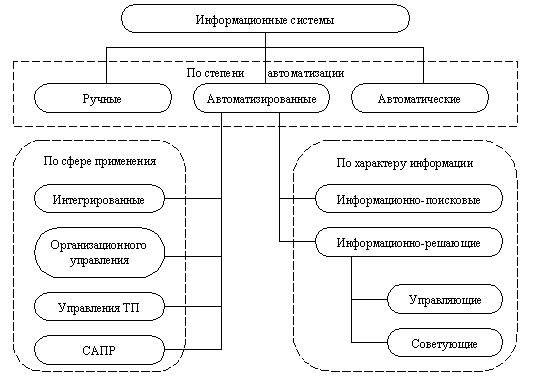 Информационные системы
По степени автоматизации
Ручные
Автоматизированные
Автоматические
По сфере применения
Интегрированные
Организационного
управления
Управления ТП
САПР
По характеру информации
Информационно-поисковые
Информационно-решающие
Управляющие
Советующие